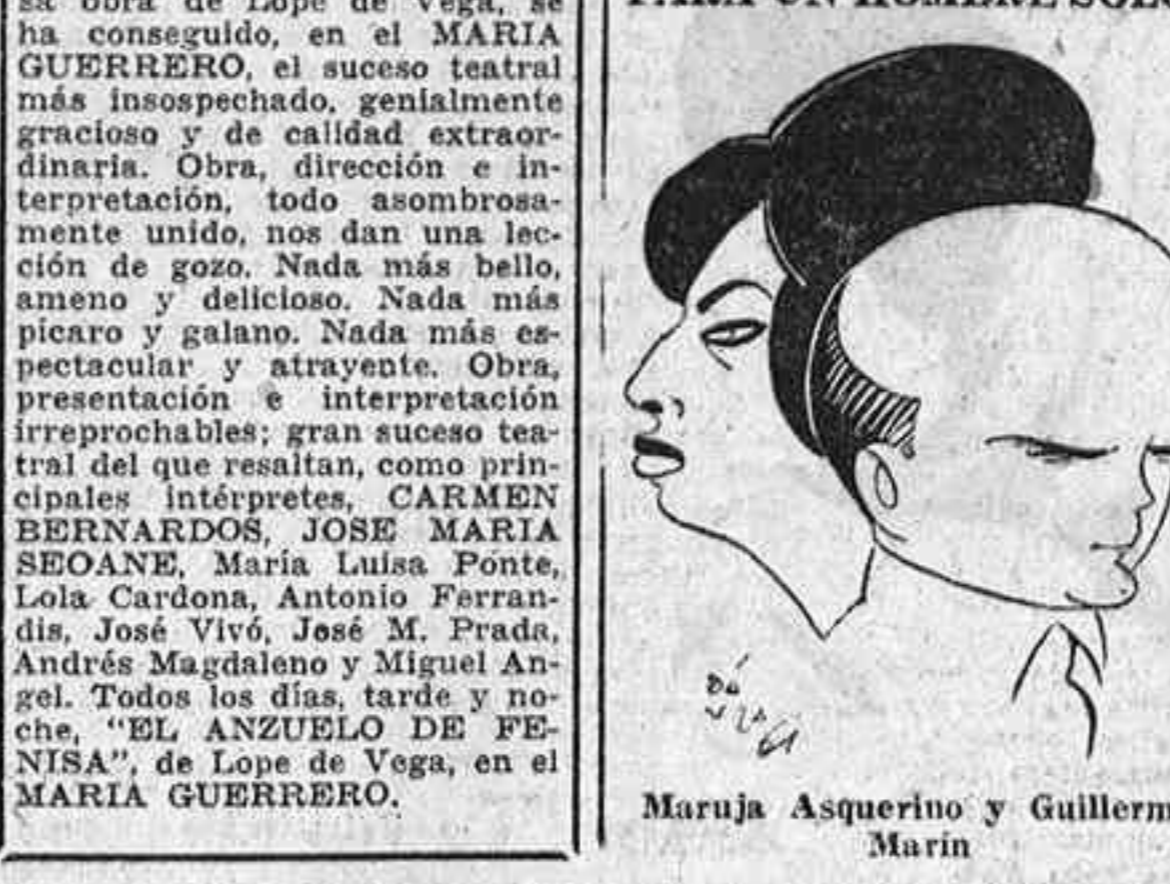 sa obra de Lope de Vega, se
ha conseguido, en el MARIA
GUERRERO, el suceso teatral
más insospechado, genialmente
gracioso y de calidad extraor-
dinaria. Obra, dirección e in-
terpretación, todo asombrosa-
mente unido, nos dan una lec-
ción de gozo. Nada más bello,
ameno y delicioso. Nada más
pícaro y galano. Nada más es-
pectacular y atrayente. Obra,
presentación e interpretación
irreprochables; gran suceso tea-
tral del que resaltan, como prin-
cipales intérpretes, CARMEN
BERNARDOS, JOSE MARIA
SEOANE, María Luisa Ponte,
Lola Cardona, Antonio Ferran-
dis, José Vivó, José M. Prada,
Andrés Magdaleno y Miguel An-
gel. Todos los días, tarde y no-
che, "EL ANZUELO DE FE-
NISA", de Lope de Vega, en el
MARIA GUERRERO.
PARA UN HOMBRE SOLO
Maruja Asquerino y Guillerm
Marín